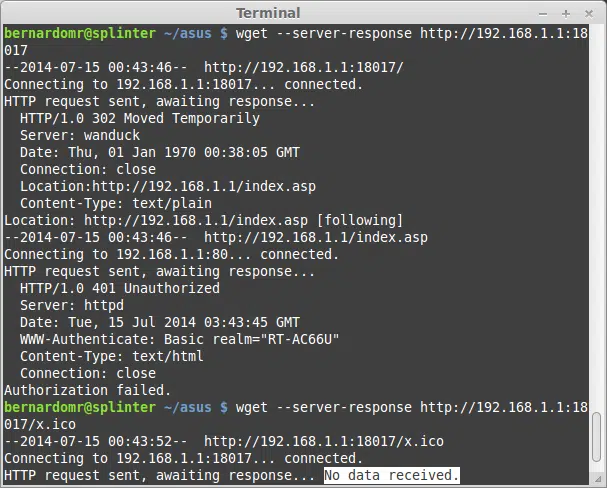 Terminal
bernardomr@splinter ~/asus $ wget --server-response http://192.168.1.1:18
017
--2014-07-15 00:43:46--  http://192.168.1.1:18017/
Connecting to 192.168.1.1:18017... connected.
HTTP request sent, awaiting response...
  HTTP/1.0 302 Moved Temporarily
  Server: wanduck
  Date: Thu, 01 Jan 1970 00:38:05 GMT
  Connection: close
  Location:http://192.168.1.1/index.asp
  Content-Type: text/plain
Location: http://192.168.1.1/index.asp [following]
--2014-07-15 00:43:46--  http://192.168.1.1/index.asp
Connecting to 192.168.1.1:80... connected.
HTTP request sent, awaiting response...
  HTTP/1.0 401 Unauthorized
  Server: httpd
  Date: Tue, 15 Jul 2014 03:43:45 GMT
  WWW-Authenticate: Basic realm="RT-AC66U"
  Content-Type: text/html
  Connection: close
Authorization failed.
bernardomr@splinter ~/asus $ wget --server-response http://192.168.1.1:18
017/x.ico
--2014-07-15 00:43:52--  http://192.168.1.1:18017/x.ico
Connecting to 192.168.1.1:18017... connected.
HTTP request sent, awaiting response... No data received.